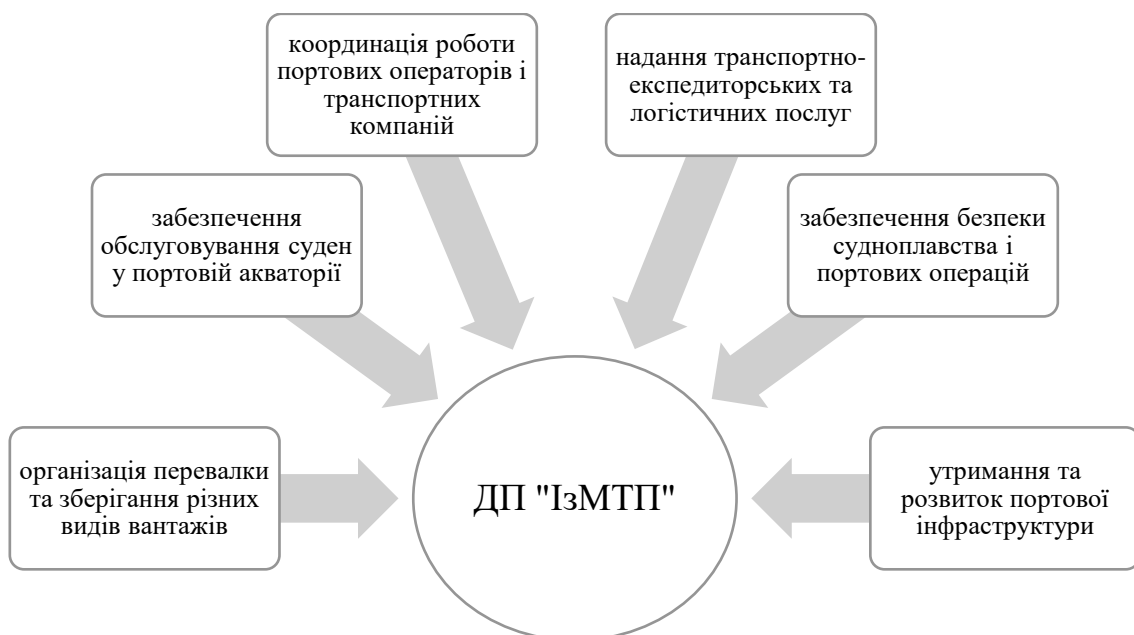 координація роботи
портових операторів і
транспортних
компаній
надання транспортно-
експедиторських та
логістичних послуг
забезпечення
обслуговування суден
у портовій акваторії
забезпечення безпеки
судноплавства і
портових операцій
організація перевалки
та зберігання різних
видів вантажів
ДП "ІзМТП"
утримання та
розвиток портової
інфраструктури